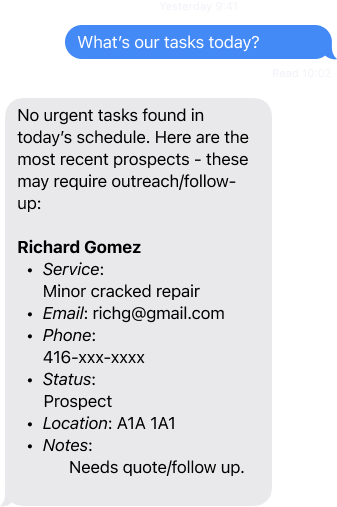 Yesterday 9:41
What's our tasks today?
Read 10:02
No urgent tasks found in
today's schedule. Here are the
most recent prospects - these
may require outreach/follow-
up:
Richard Gomez
• Service:
Minor cracked repair
• Email: richg@gmail.com
• Phone:
416-xxx-xxxx
• Status:
Prospect
• Location: A1A 1A1
• Notes:
Needs quote/follow up.